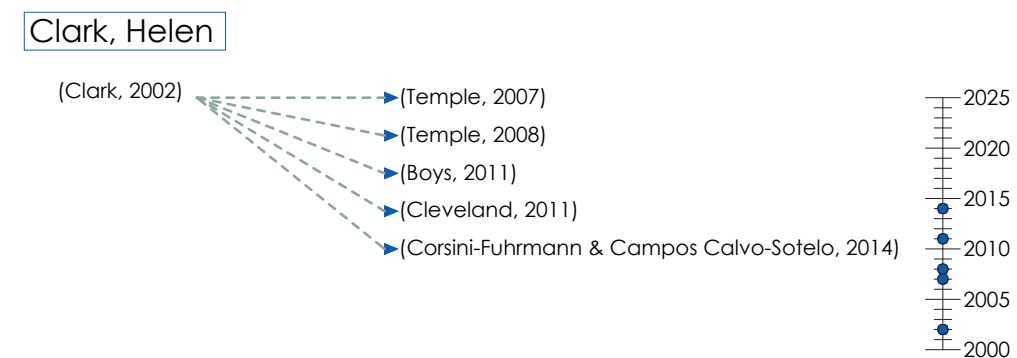 Clark, Helen
(Clark, 2002)
(Temple, 2007)
(Temple, 2008)
(Boys, 2011)
(Cleveland, 2011)
(Corsini-Fuhrmann & Campos Calvo-Sotelo, 2014)
2025
2020
2015
2010
2005
2000